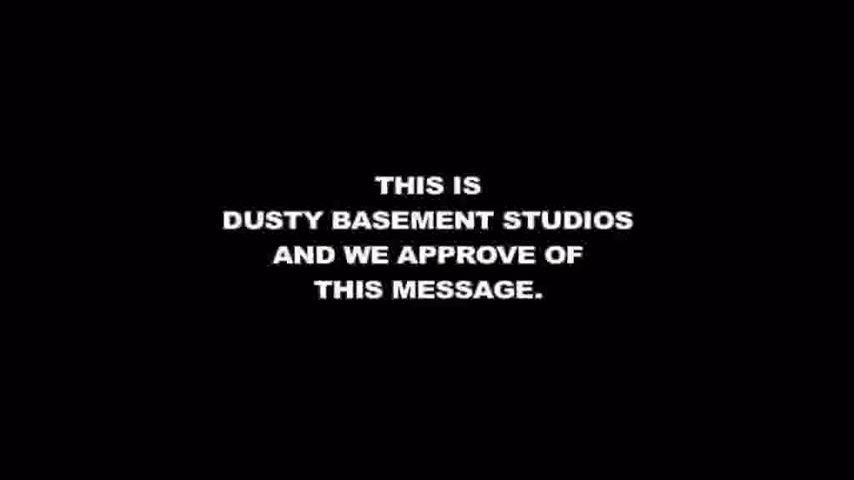 THIS IS
DUSTY BASEMENT STUDIOS
AND WE APPROVE OF
THIS MESSAGE.